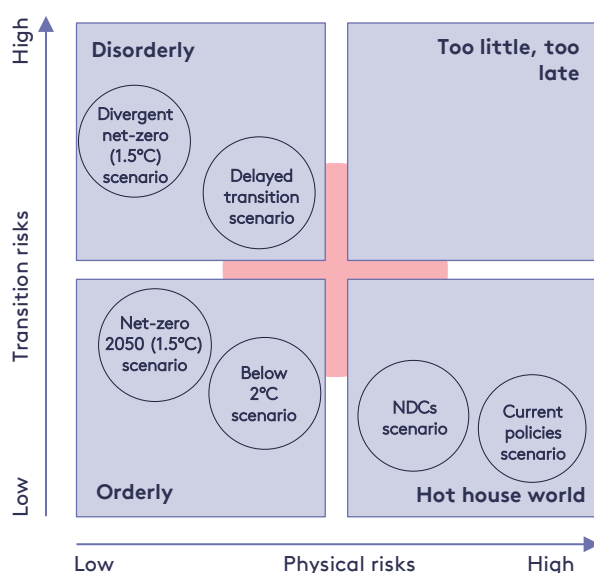 High
Transition risks
Low
Disorderly
Too little, too
late
Divergent
net-zero
(1.5°C)
scenario
Delayed
transition
scenario
Net-zero
2050 (1.5°C)
scenario
Below
2°C
scenario
NDCs
scenario
Current
policies
scenario
Orderly
Hot house world
Low
Physical risks
High